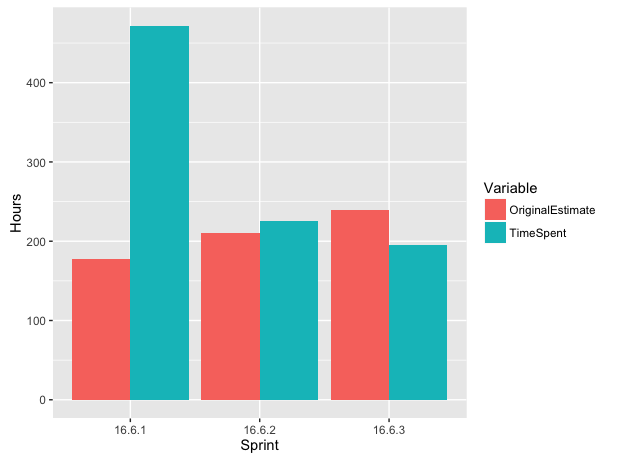 400
300
200
100
0
Hours
16.6.1 16.6.2 16.6.3
Sprint
Variable
OriginalEstimate
TimeSpent